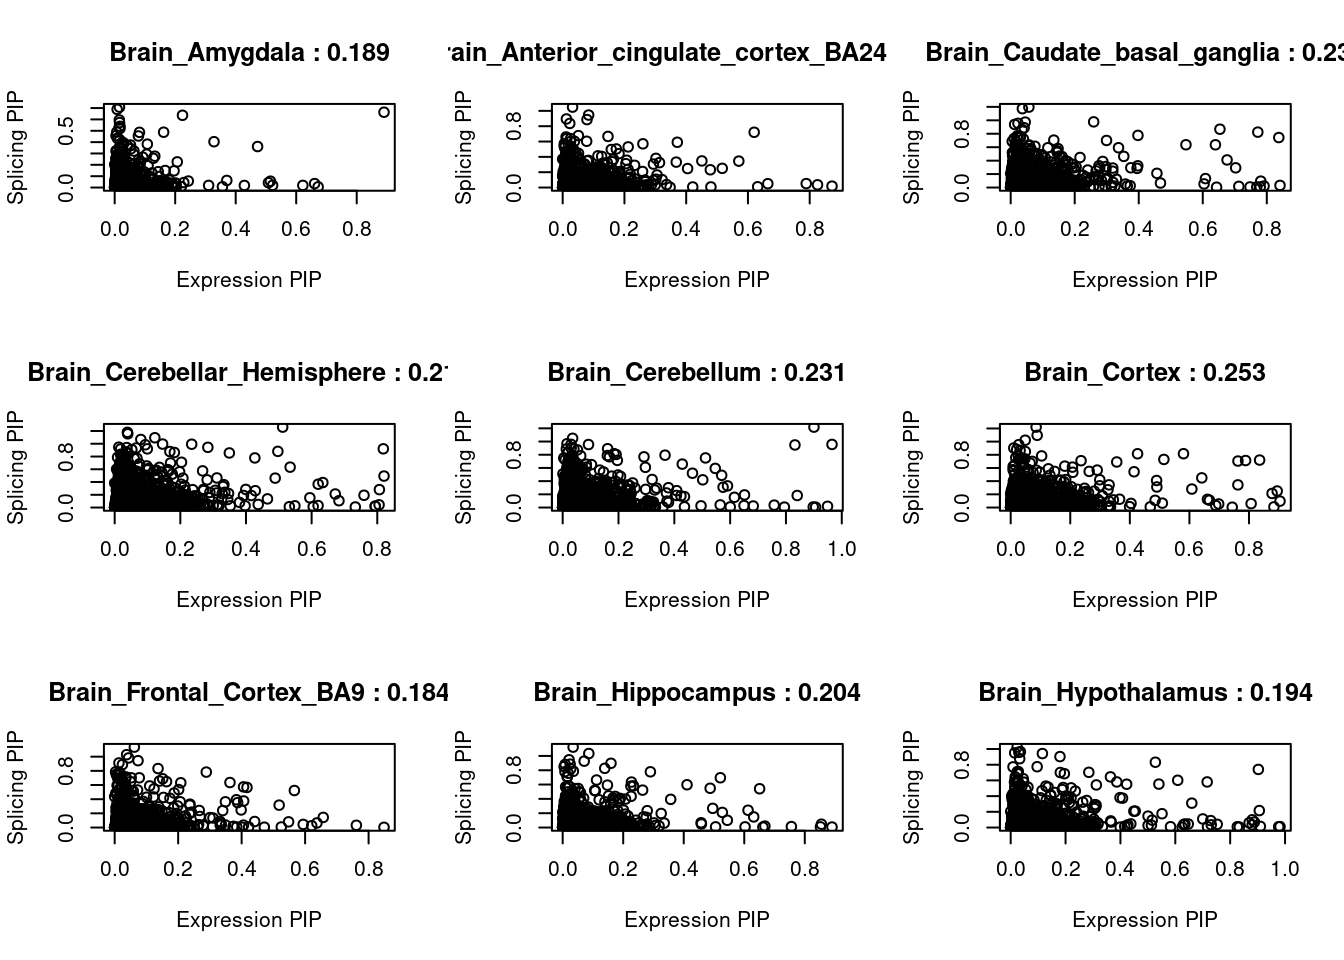 Brain_Amygdala : 0.189
Splicing PIP
0.0 0.5
0.0 0.2 0.4 0.6 0.8
Expression PIP
rain_Anterior_cingulate_cortex_BA24
Splicing PIP
0.0 0.8
0.0 0.2 0.4 0.6 0.8
Expression PIP
Brain_Caudate_basal_ganglia : 0.23
Splicing PIP
0.0 0.8
0.0 0.2 0.4 0.6 0.8
Expression PIP
Brain_Cerebellar_Hemisphere : 0.21
Splicing PIP
0.0 0.8
0.0 0.2 0.4 0.6 0.8
Expression PIP
Brain_Cerebellum : 0.231
Splicing PIP
0.0 0.8
0.0 0.2 0.4 0.6 0.8 1.0
Expression PIP
Brain_Cortex : 0.253
Splicing PIP
0.0 0.8
0.0 0.2 0.4 0.6 0.8
Expression PIP
Brain_Frontal_Cortex_BA9 : 0.184
Splicing PIP
0.0 0.8
0.0 0.2 0.4 0.6 0.8
Expression PIP
Brain_Hippocampus : 0.204
Splicing PIP
0.0 0.8
0.0 0.2 0.4 0.6 0.8
Expression PIP
Brain_Hypothalamus : 0.194
Splicing PIP
0.0 0.8
0.0 0.2 0.4 0.6 0.8 1.0
Expression PIP